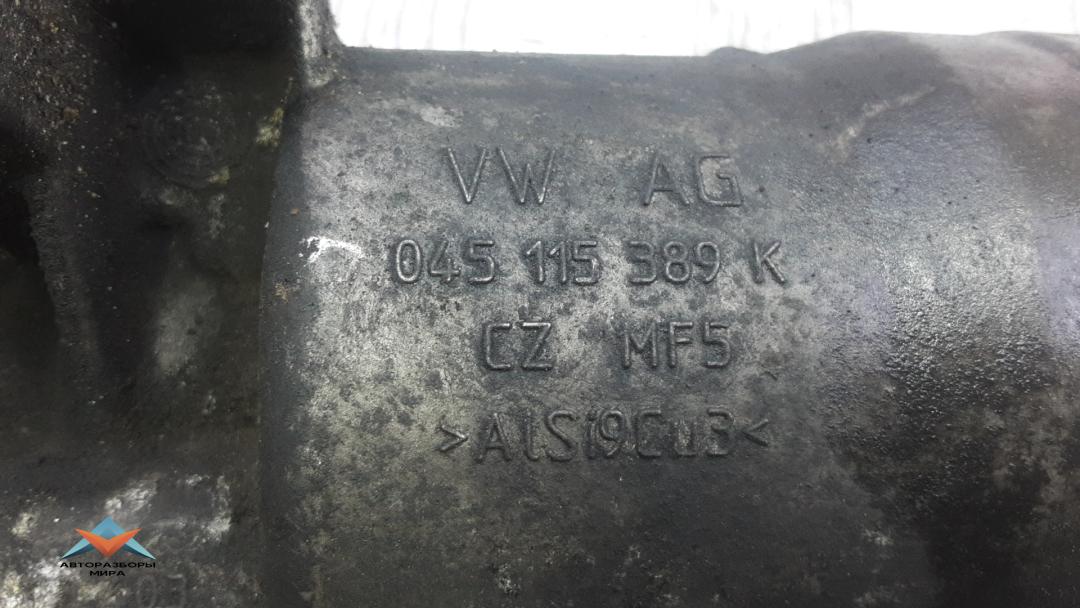 VW AG
045 115 389 K
CZ MF5
>AlSi9Cu3<
АВТОРАЗБОРЫ
МИРА